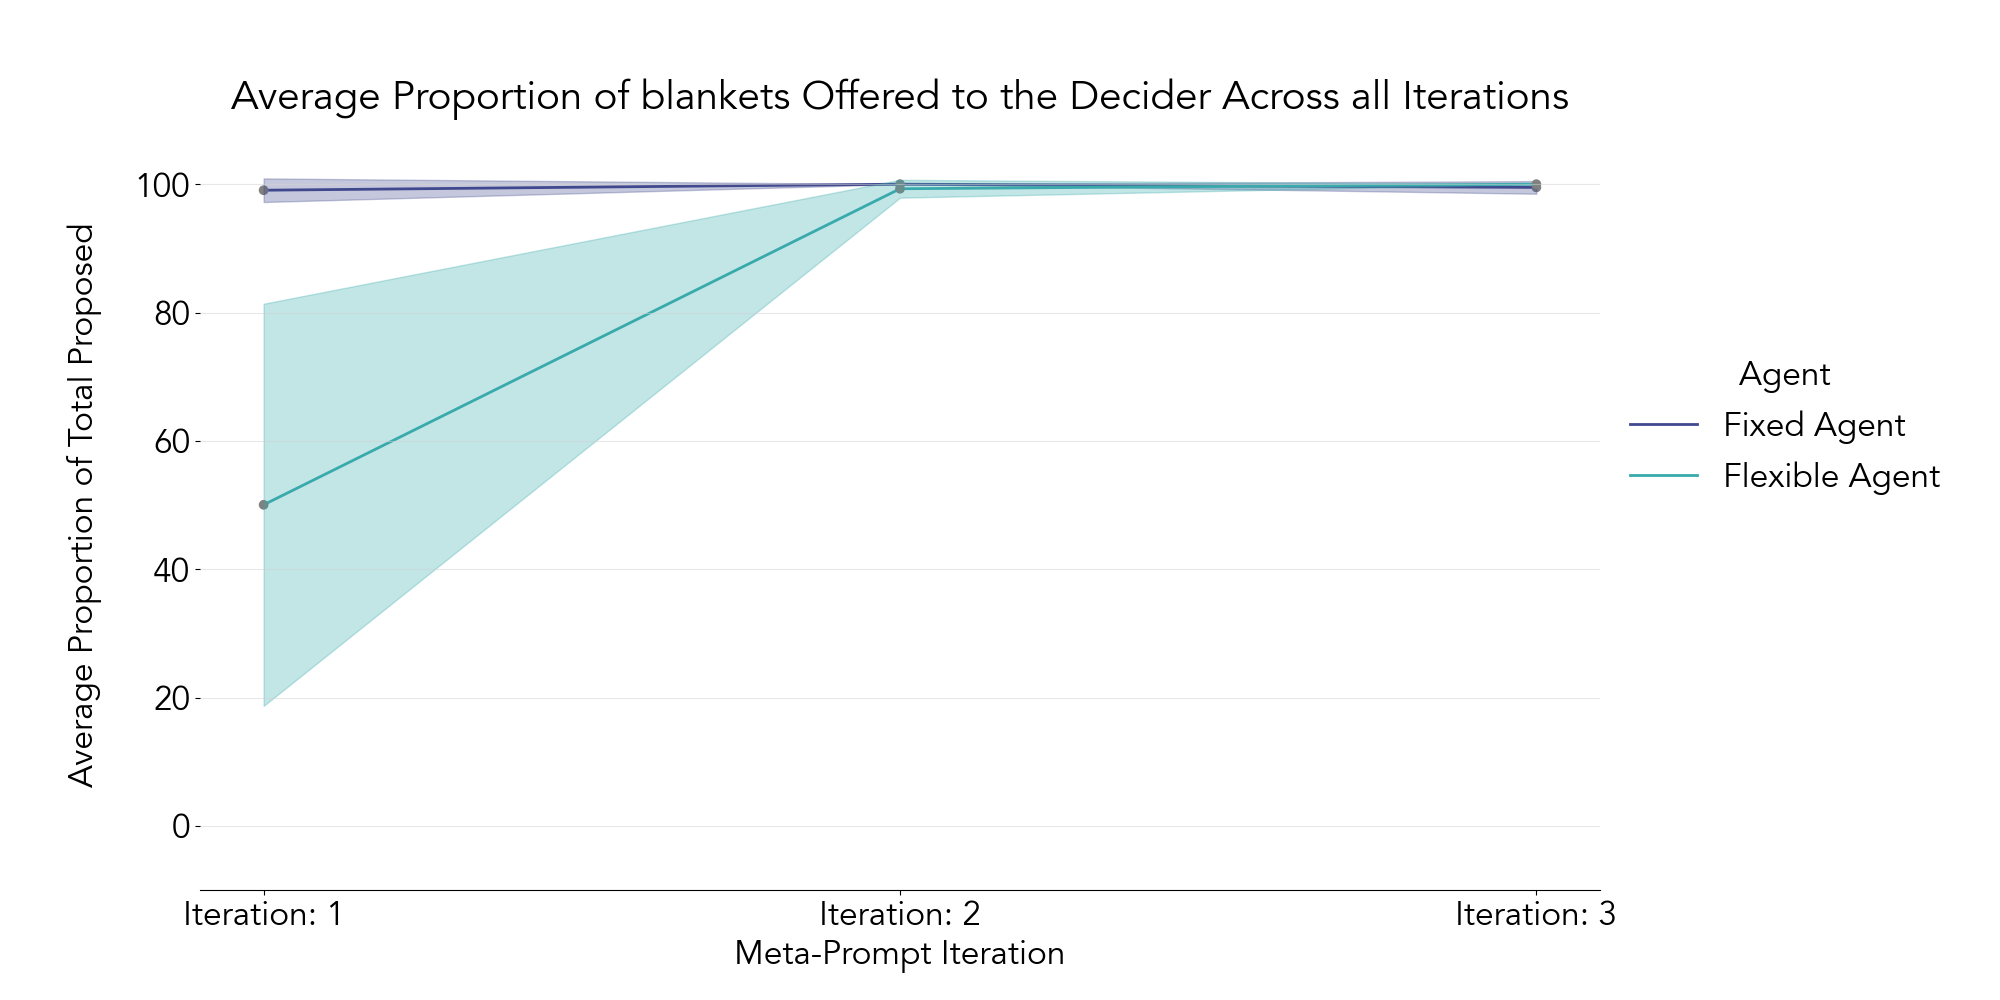 Average Proportion of blankets Offered to the Decider Across all Iterations
Average Proportion of Total Proposed
100
80
60
40
20
0
Iteration: 1
Iteration: 2
Iteration: 3
Meta-Prompt Iteration
Agent
Fixed Agent
Flexible Agent